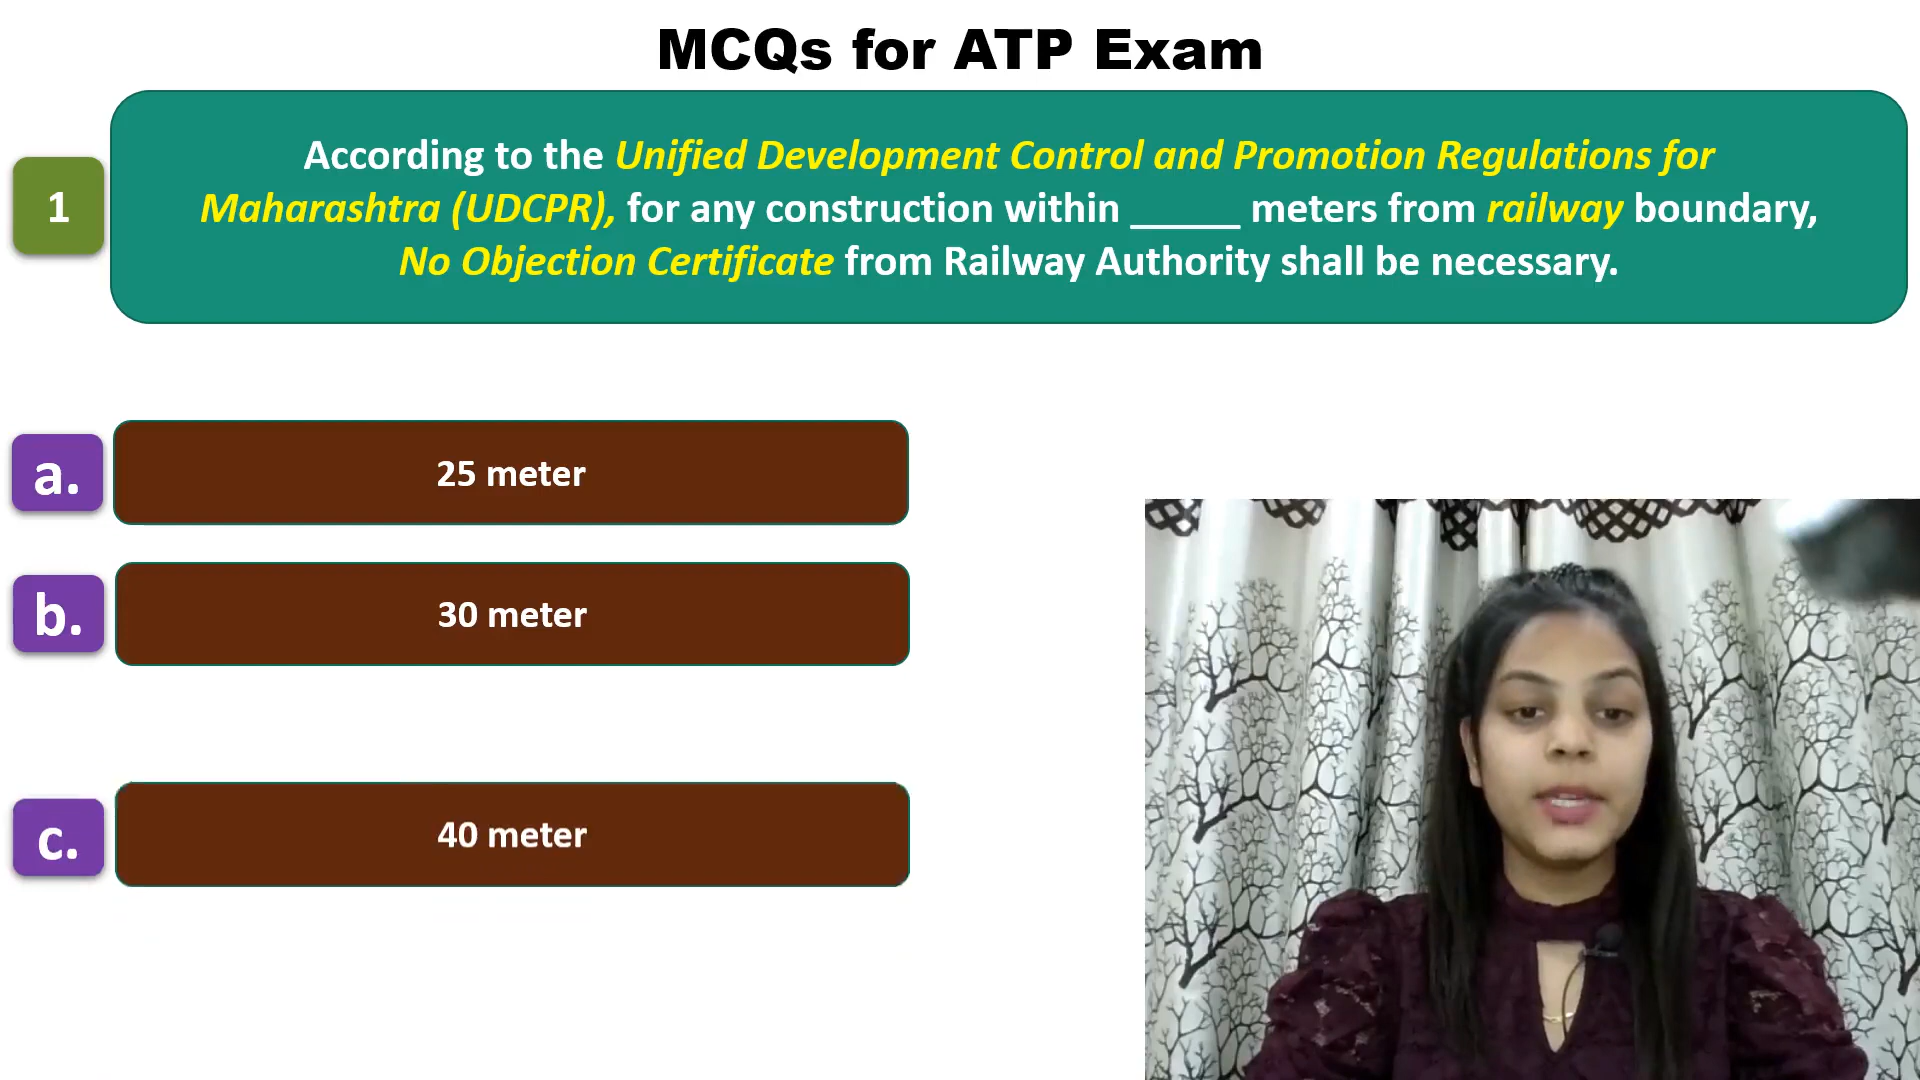 MCQs for ATP Exam
1
According to the Unified Development Control and Promotion Regulations for
Maharashtra (UDCPR), for any construction within _____ meters from railway boundary,
No Objection Certificate from Railway Authority shall be necessary.
a.
25 meter
b.
30 meter
c.
40 meter